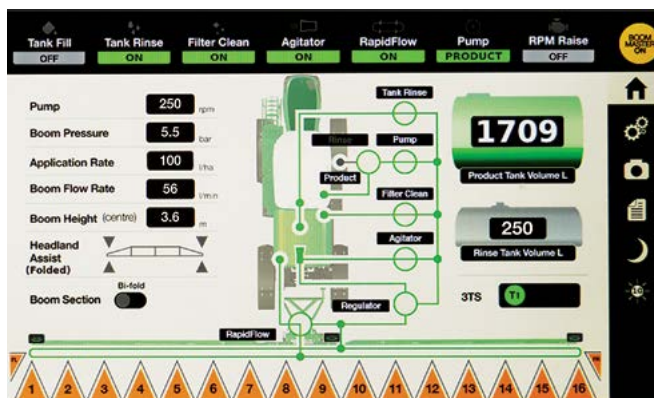 Tank Fill
OFF
Tank Rinse
ON
Filter Clean
ON
Agitator
ON
RapidFlow
ON
Pump
PRODUCT
RPM Raise
OFF
BOOM
MASTER
ON
Pump 250 rpm
Boom Pressure 5.5 bar
Application Rate 100 l/ha
Boom Flow Rate 56 l/min
Boom Height (centre) 3.6 m
Headland
Assist
(Folded)
Bi-fold
Boom Section
Tank Rinse
Rinse
Pump
Product
Filter Clean
Agitator
Regulator
RapidFlow
1709
Product Tank Volume L
250
Rinse Tank Volume L
3TS
T1
1 2 3 4 5 6 7 8 9 10 11 12 13 14 15 16